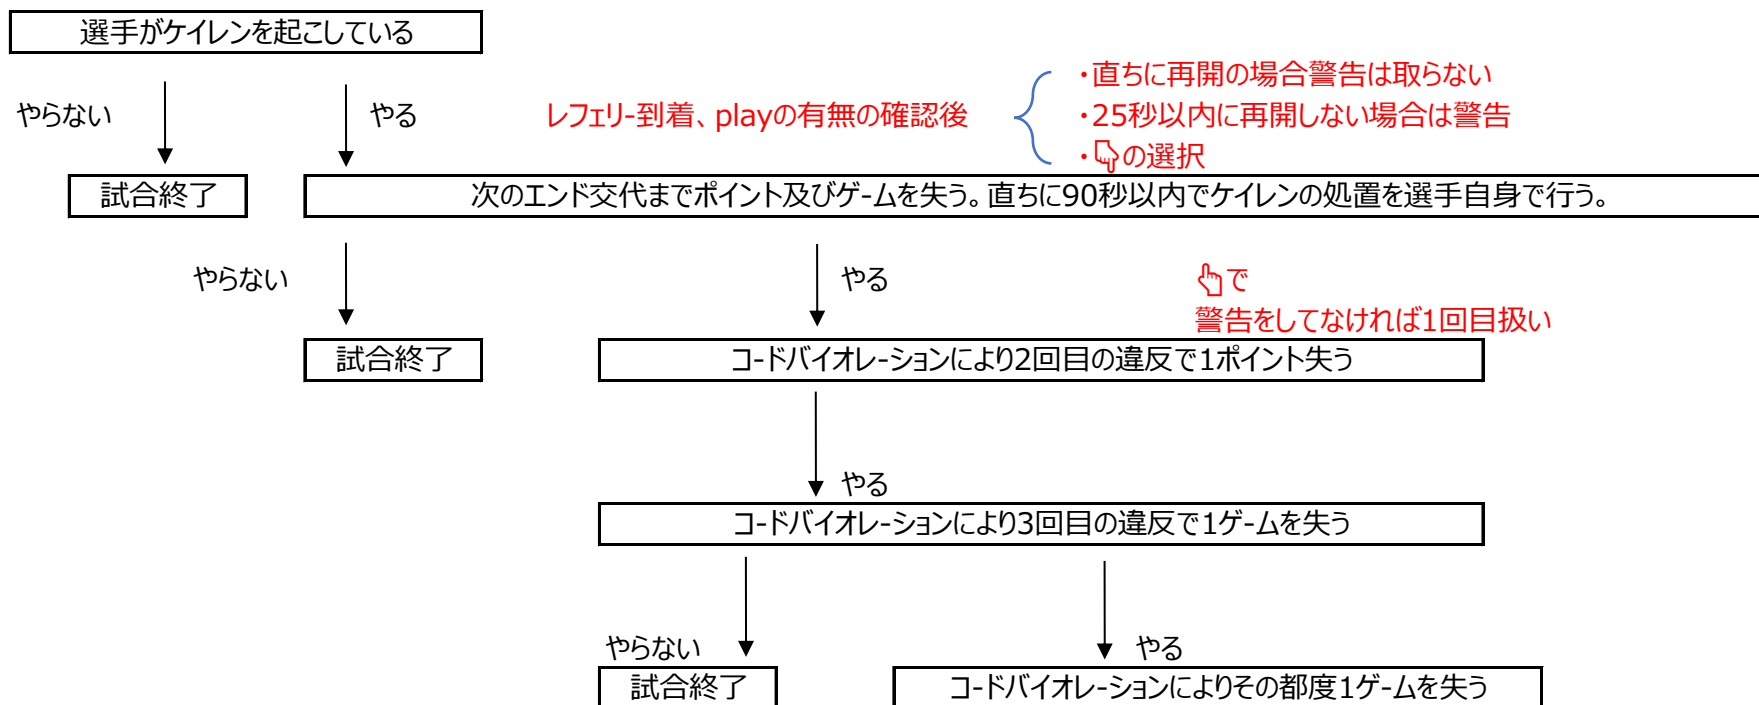 選手がケイレンを起こしている
・直ちに再開の場合警告は取らない
やらない
やる
レフェリ-到着、playの有無の確認後
・25秒以内に再開しない場合は警告
・👇の選択
試合終了
次のエンド交代までポイント及びゲ-ムを失う。直ちに90秒以内でケイレンの処置を選手自身で行う。
やらない
やる
👆で
警告をしてなければ1回目扱い
試合終了
コ-ドバイオレ-ションにより2回目の違反で1ポイント失う
やる
コ-ドバイオレ-ションにより3回目の違反で1ゲ-ムを失う
やらない
やる
試合終了
コ-ドバイオレ-ションによりその都度1ゲ-ムを失う